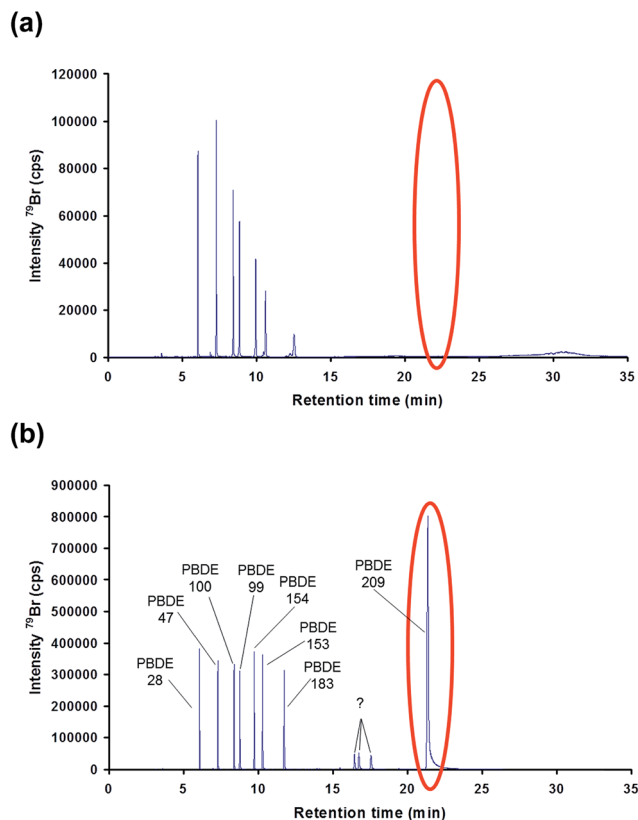 (a)
120000
100000
80000
60000
40000
20000
0
Intensity ⁷⁹Br (cps)
0 5 10 15 20 25 30 35
Retention time (min)
(b)
900000
800000
700000
600000
500000
400000
300000
200000
100000
0
Intensity ⁷⁹Br (cps)
PBDE
28
PBDE
47
PBDE
100
PBDE
99
PBDE
154
PBDE
153
PBDE
183
?
PBDE
209
0 5 10 15 20 25 30 35
Retention time (min)